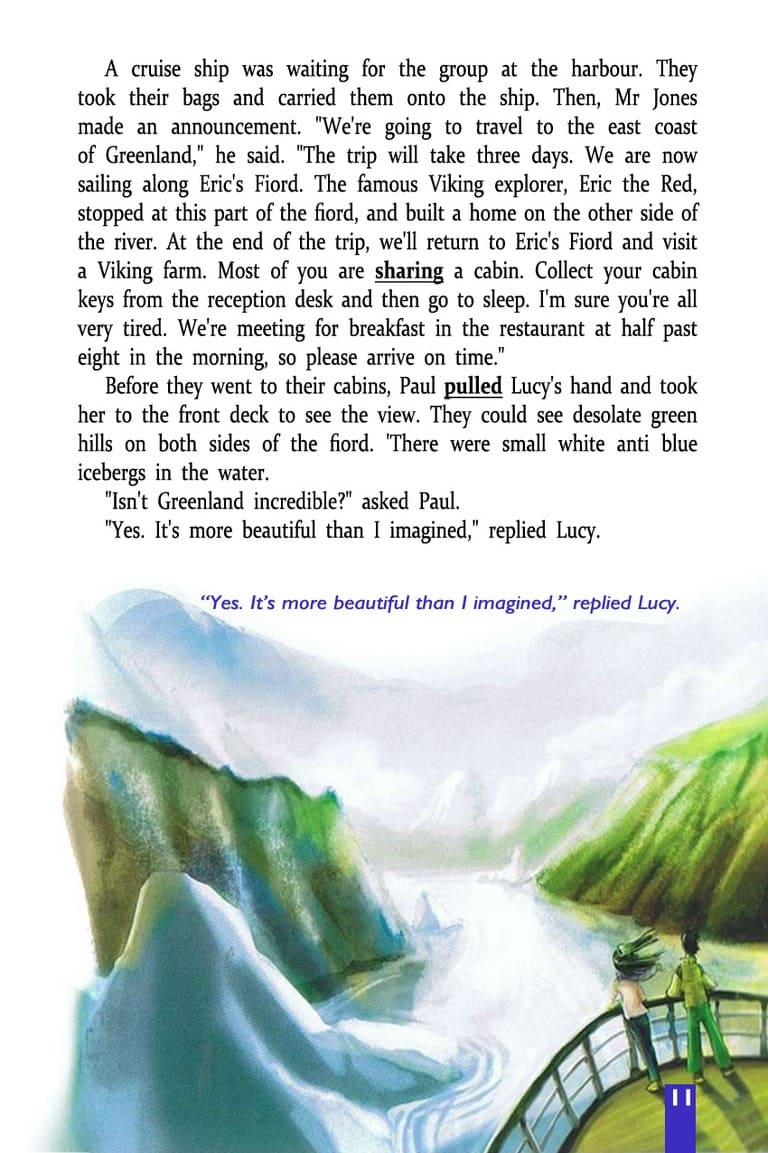 A cruise ship was waiting for the group at the harbour. They
took their bags and carried them onto the ship. Then, Mr Jones
made an announcement. "We're going to travel to the east coast
of Greenland," he said. "The trip will take three days. We are now
sailing along Eric's Fiord. The famous Viking explorer, Eric the Red,
stopped at this part of the fiord, and built a home on the other side of
the river. At the end of the trip, we'll return to Eric's Fiord and visit
a Viking farm. Most of you are sharing a cabin. Collect your cabin
keys from the reception desk and then go to sleep. I'm sure you're all
very tired. We're meeting for breakfast in the restaurant at half past
eight in the morning, so please arrive on time."
Before they went to their cabins, Paul pulled Lucy's hand and took
her to the front deck to see the view. They could see desolate green
hills on both sides of the fiord. 'There were small white anti blue
icebergs in the water.
"Isn't Greenland incredible?" asked Paul.
"Yes. It's more beautiful than I imagined," replied Lucy.
“Yes. It’s more beautiful than I imagined,” replied Lucy.
11